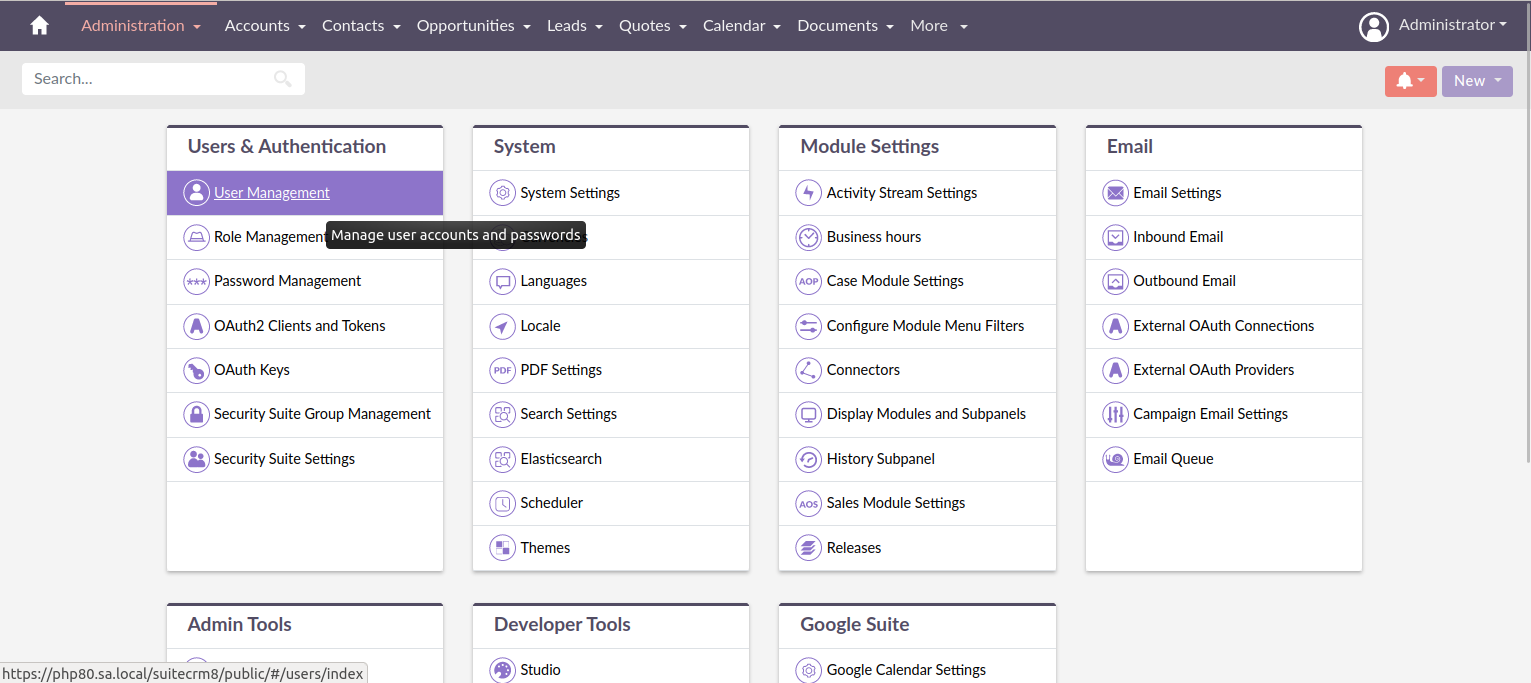 Administration
Accounts
Contacts
Opportunities
Leads
Quotes
Calendar
Documents
More
Administrator
Search...
New
Users & Authentication
User Management
Manage user accounts and passwords
Role Management
Password Management
*** 
OAuth2 Clients and Tokens
A
OAuth Keys
Security Suite Group Management
Security Suite Settings
System
System Settings
Languages
Locale
PDF
PDF Settings
Search Settings
Elasticsearch
Scheduler
Themes
Module Settings
Activity Stream Settings
Business hours
AOP
Case Module Settings
Configure Module Menu Filters
Connectors
Display Modules and Subpanels
History Subpanel
AOS
Sales Module Settings
Releases
Email
Email Settings
Inbound Email
Outbound Email
A
External OAuth Connections
A
External OAuth Providers
Campaign Email Settings
Email Queue
Admin Tools
Developer Tools
Studio
Google Suite
Google Calendar Settings
https://php80.sa.local/suitecrm8/public/#/users/index